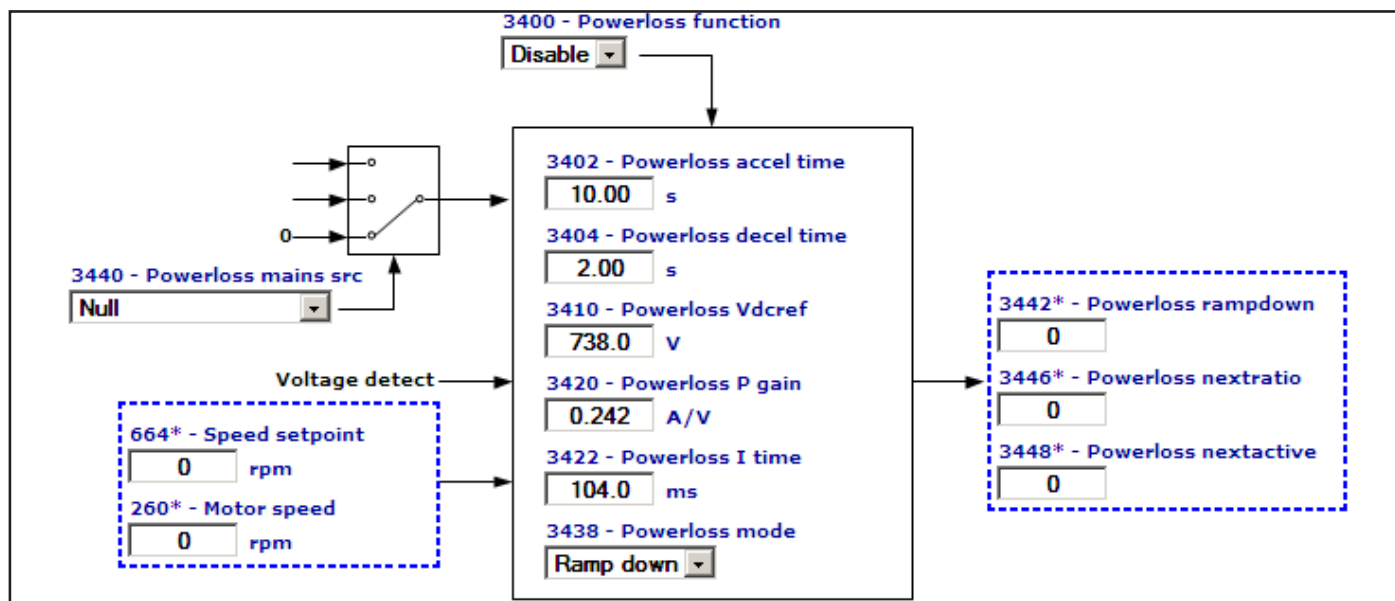 3400 - Powerloss function
Disable
3402 - Powerloss accel time
10.00 s
3404 - Powerloss decel time
2.00 s
0
3440 - Powerloss mains src
Null
3410 - Powerloss Vdcref
738.0 V
Voltage detect
3420 - Powerloss P gain
0.242 A/V
664* - Speed setpoint
0 rpm
260* - Motor speed
0 rpm
3422 - Powerloss I time
104.0 ms
3438 - Powerloss mode
Ramp down
3442* - Powerloss rampdown
0
3446* - Powerloss nextratio
0
3448* - Powerloss nextactive
0